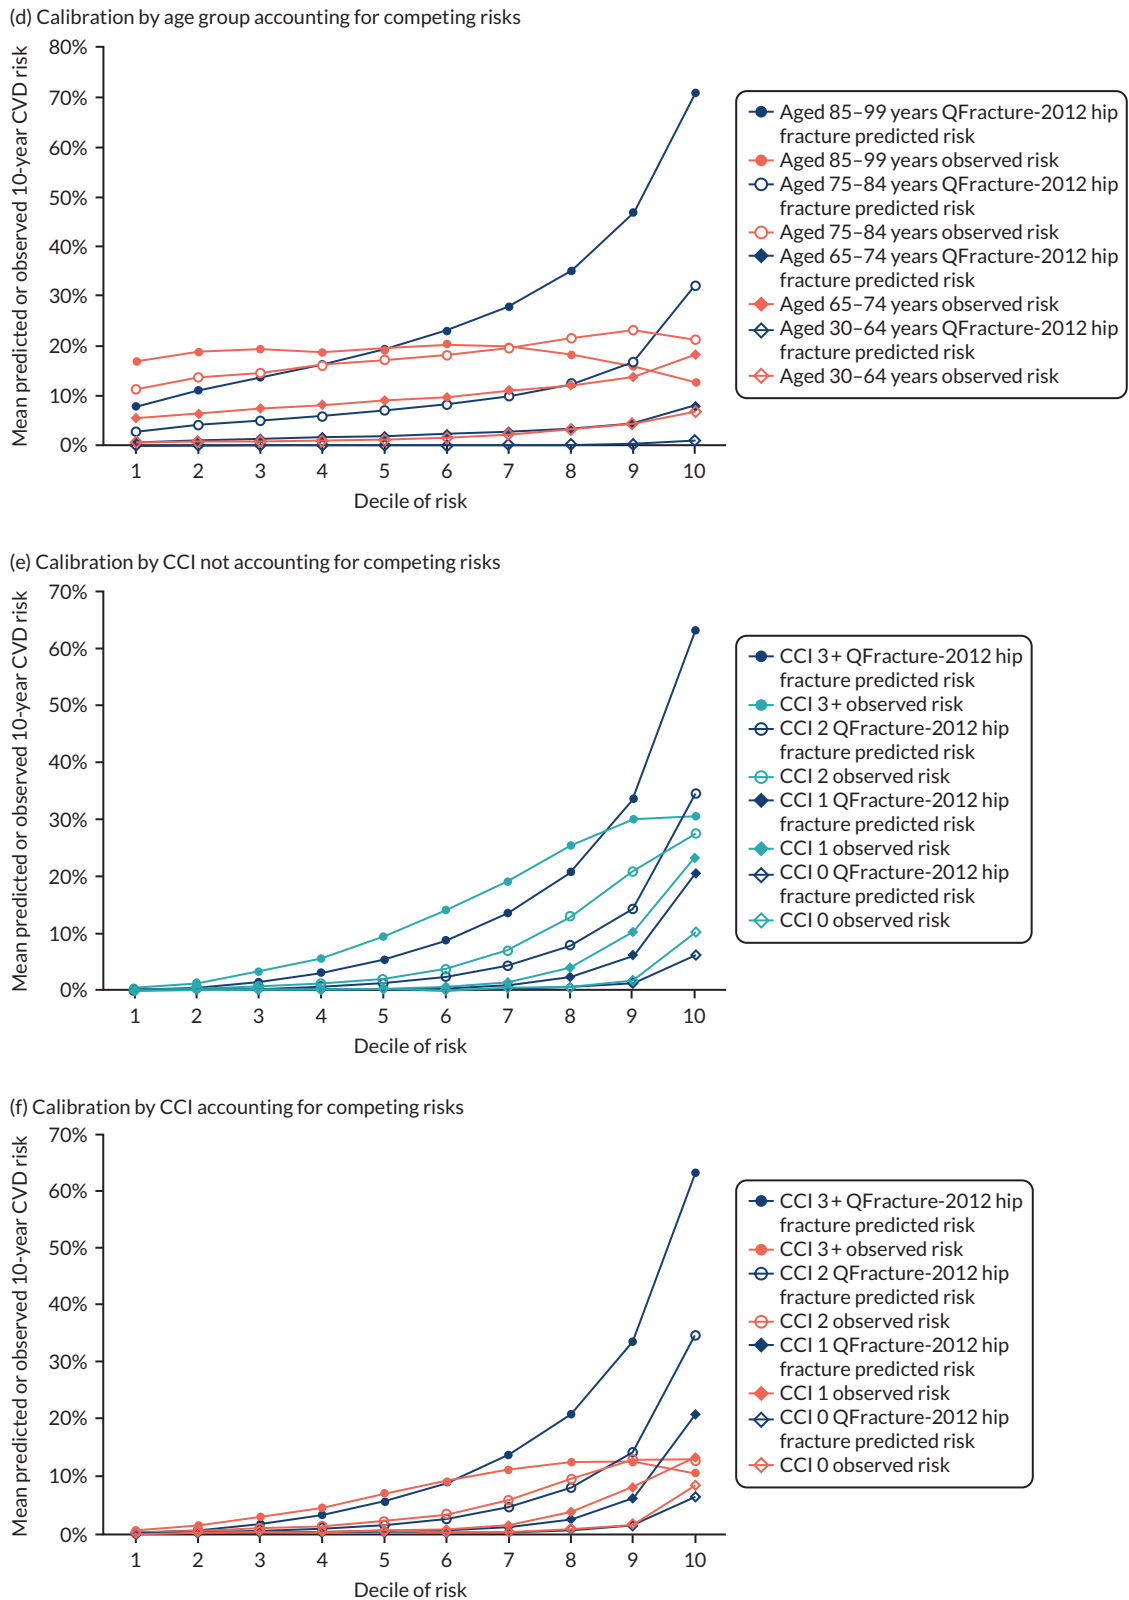 (d) Calibration by age group accounting for competing risks
Mean predicted or observed 10-year CVD risk
80%
70%
60%
50%
40%
30%
20%
10%
0%
1 2 3 4 5 6 7 8 9 10
Decile of risk
Aged 85–99 years QFracture-2012 hip
fracture predicted risk
Aged 85–99 years observed risk
Aged 75–84 years QFracture-2012 hip
fracture predicted risk
Aged 75–84 years observed risk
Aged 65–74 years QFracture-2012 hip
fracture predicted risk
Aged 65–74 years observed risk
Aged 30–64 years QFracture-2012 hip
fracture predicted risk
Aged 30–64 years observed risk
(e) Calibration by CCI not accounting for competing risks
Mean predicted or observed 10-year CVD risk
70%
60%
50%
40%
30%
20%
10%
0%
1 2 3 4 5 6 7 8 9 10
Decile of risk
CCI 3+ QFracture-2012 hip
fracture predicted risk
CCI 3+ observed risk
CCI 2 QFracture-2012 hip
fracture predicted risk
CCI 2 observed risk
CCI 1 QFracture-2012 hip
fracture predicted risk
CCI 1 observed risk
CCI 0 QFracture-2012 hip
fracture predicted risk
CCI 0 observed risk
(f) Calibration by CCI accounting for competing risks
Mean predicted or observed 10-year CVD risk
70%
60%
50%
40%
30%
20%
10%
0%
1 2 3 4 5 6 7 8 9 10
Decile of risk
CCI 3+ QFracture-2012 hip
fracture predicted risk
CCI 3+ observed risk
CCI 2 QFracture-2012 hip
fracture predicted risk
CCI 2 observed risk
CCI 1 QFracture-2012 hip
fracture predicted risk
CCI 1 observed risk
CCI 0 QFracture-2012 hip
fracture predicted risk
CCI 0 observed risk